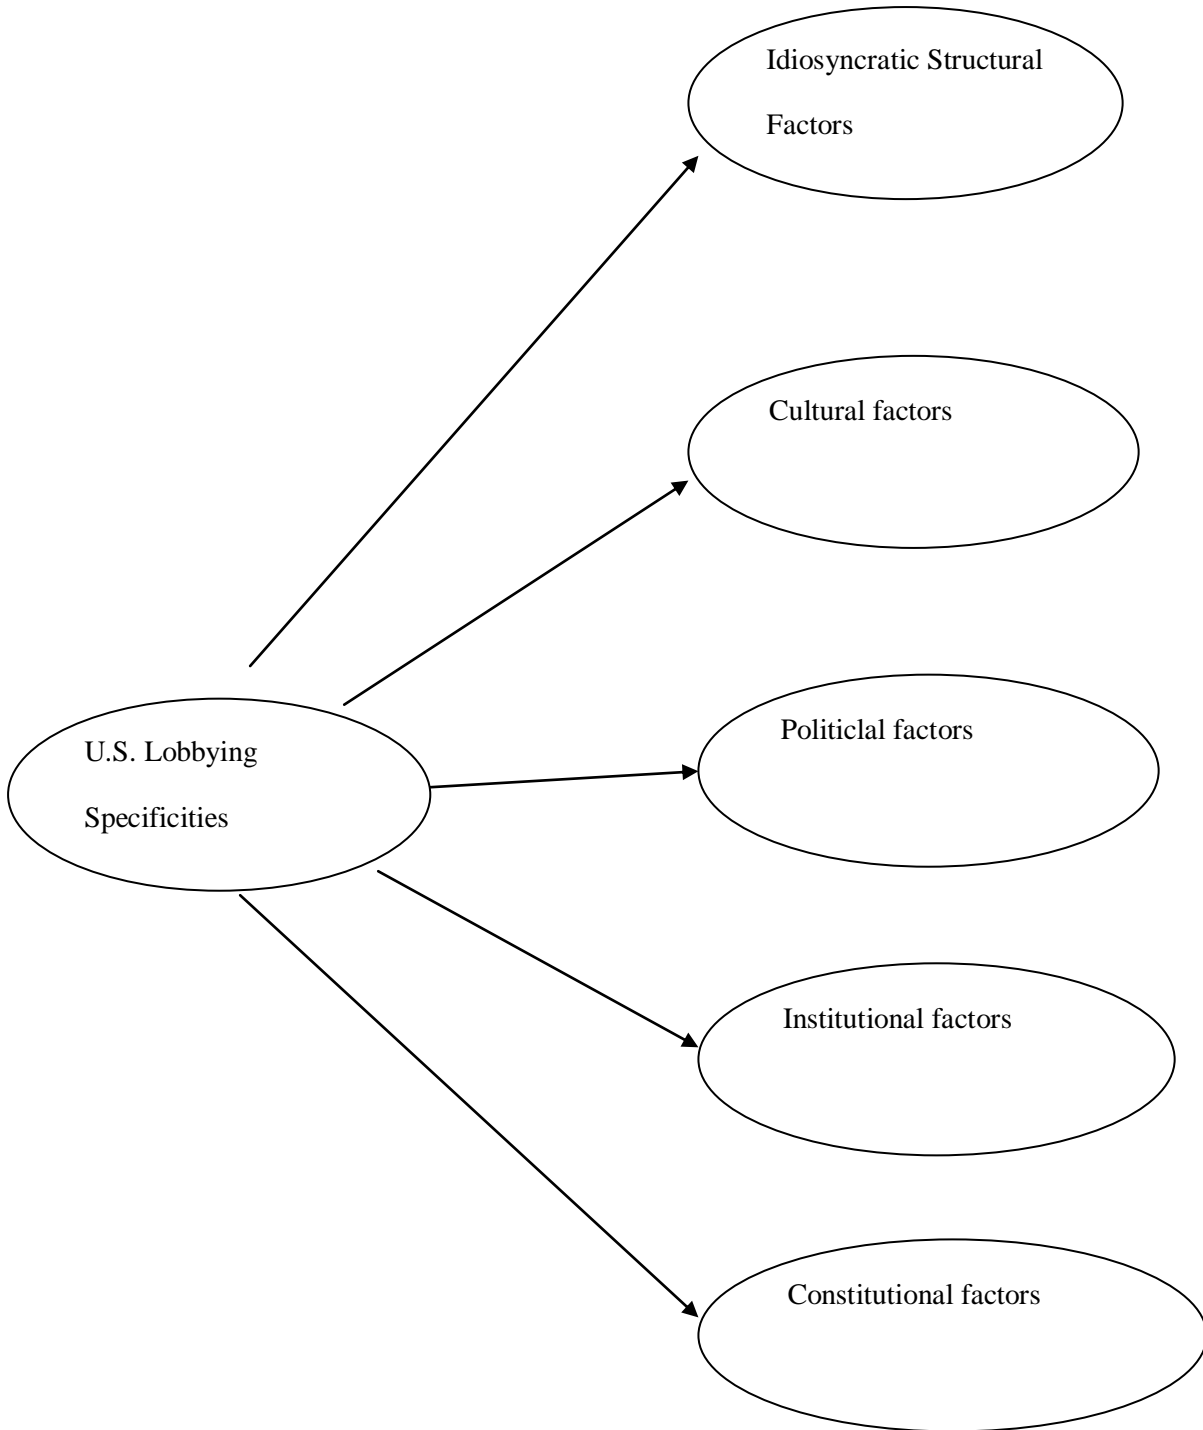 Idiosyncratic Structural
Factors
Cultural factors
Politiclal factors
U.S. Lobbying
Specificities
Institutional factors
Constitutional factors